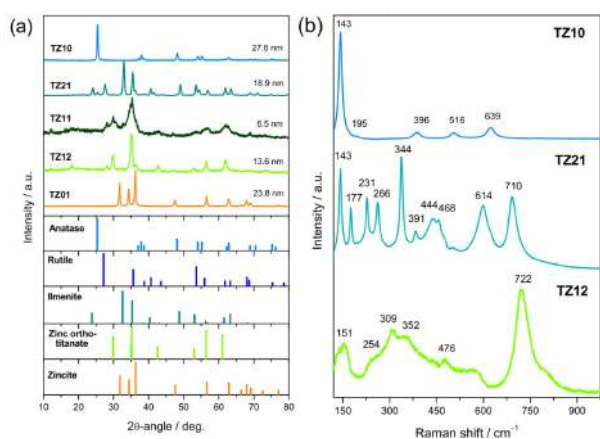 (a)
TZ10
27.6 nm
TZ21
18.9 nm
TZ11
6.5 nm
TZ12
13.6 nm
TZ01
23.8 nm
Anatase
Rutile
Ilmenite
Zinc ortho-
titanate
Zincite
Intensity / a.u.
10 20 30 40 50 60 70 80
2θ-angle / deg.
(b)
TZ10
143
195
396
516
639
TZ21
143
177
231
266
344
391
444
468
614
710
TZ12
151
254
309
352
476
722
Intensity / a.u.
150 300 450 600 750 900
Raman shift / cm⁻¹